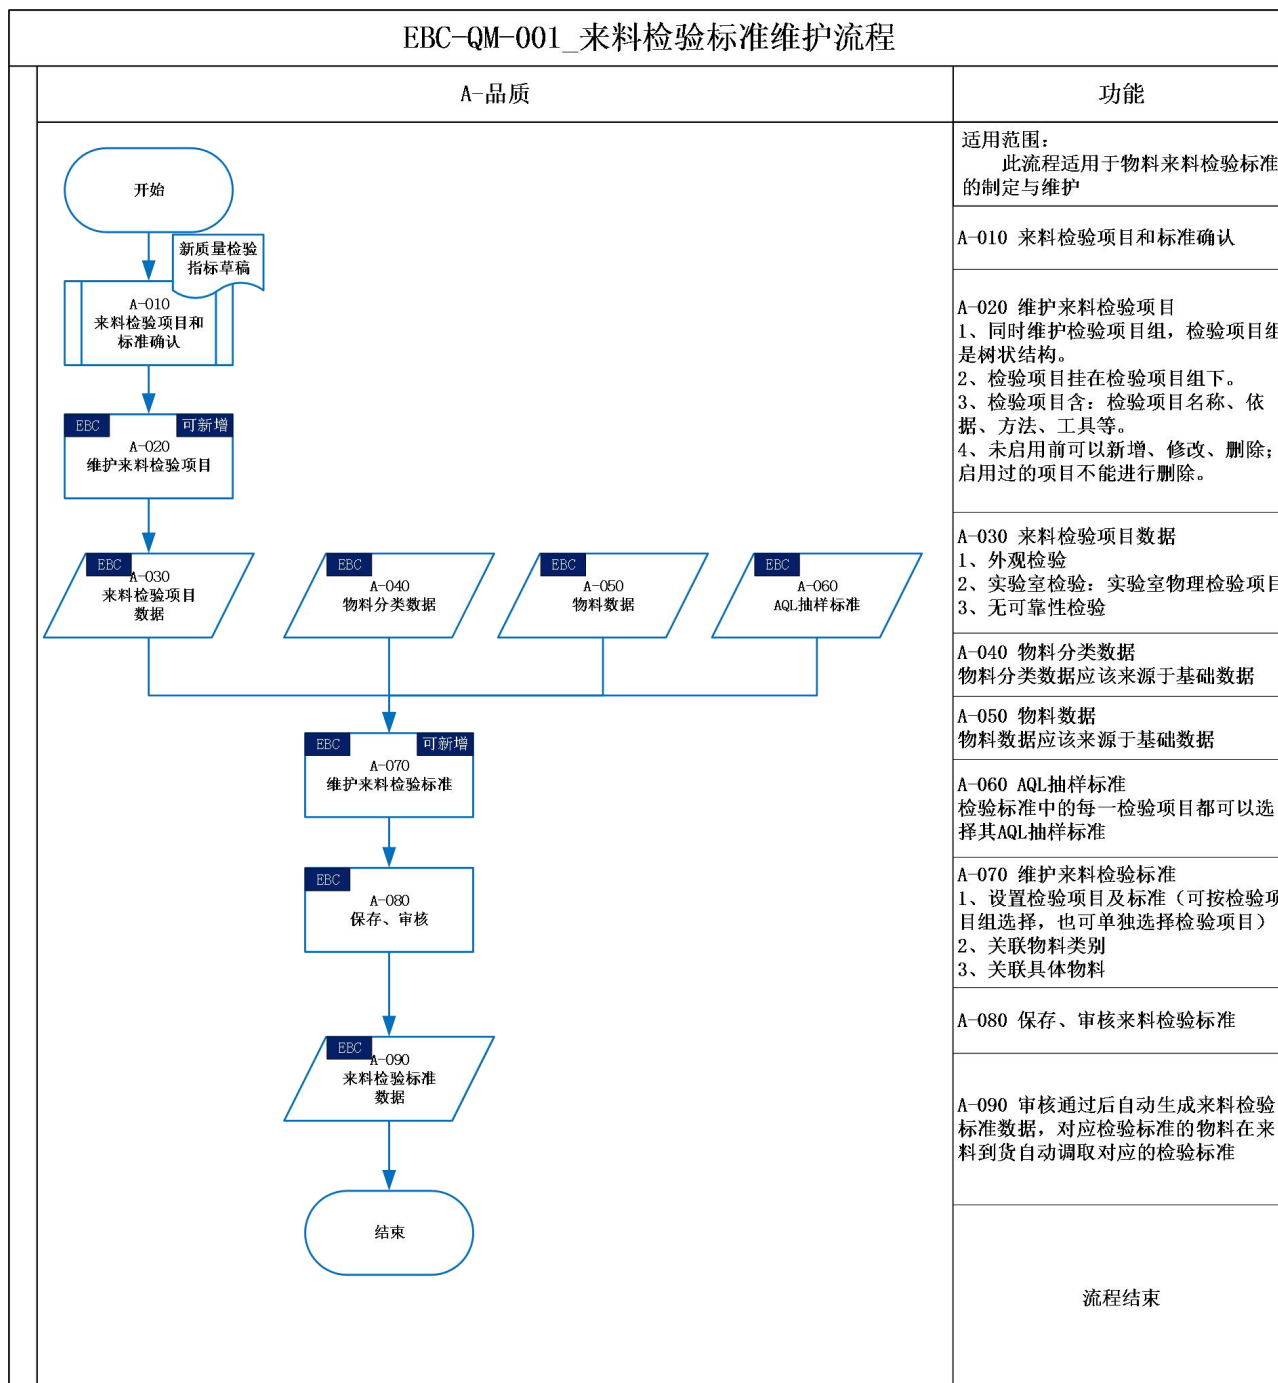 EBC-QM-001_来料检验标准维护流程
A-品质
功能
开始
新质量检验
指标草稿
A-010
来料检验项目和
标准确认
EBC
可新增
A-020
维护来料检验项目
EBC
A-030
来料检验项目
数据
EBC
A-040
物料分类数据
EBC
A-050
物料数据
EBC
A-060
AQL抽样标准
EBC
可新增
A-070
维护来料检验标准
EBC
A-080
保存、审核
EBC
A-090
来料检验标准
数据
结束
适用范围:
此流程适用于物料来料检验标准
的制定与维护
A-010 来料检验项目和标准确认
A-020 维护来料检验项目
1、同时维护检验项目组，检验项目组
是树状结构。
2、检验项目挂在检验项目组下。
3、检验项目含：检验项目名称、依
据、方法、工具等。
4、未启用前可以新增、修改、删除；
启用过的项目不能进行删除。
A-030 来料检验项目数据
1、外观检验
2、实验室检验：实验室物理检验项目
3、无可靠性检验
A-040 物料分类数据
物料分类数据应该来源于基础数据
A-050 物料数据
物料数据应该来源于基础数据
A-060 AQL抽样标准
检验标准中的每一检验项目都可以选
择其AQL抽样标准
A-070 维护来料检验标准
1、设置检验项目及标准（可按检验项
目组选择，也可单独选择检验项目）
2、关联物料类别
3、关联具体物料
A-080 保存、审核来料检验标准
A-090 审核通过后自动生成来料检验
标准数据，对应检验标准的物料在来
料到货自动调取对应的检验标准
流程结束